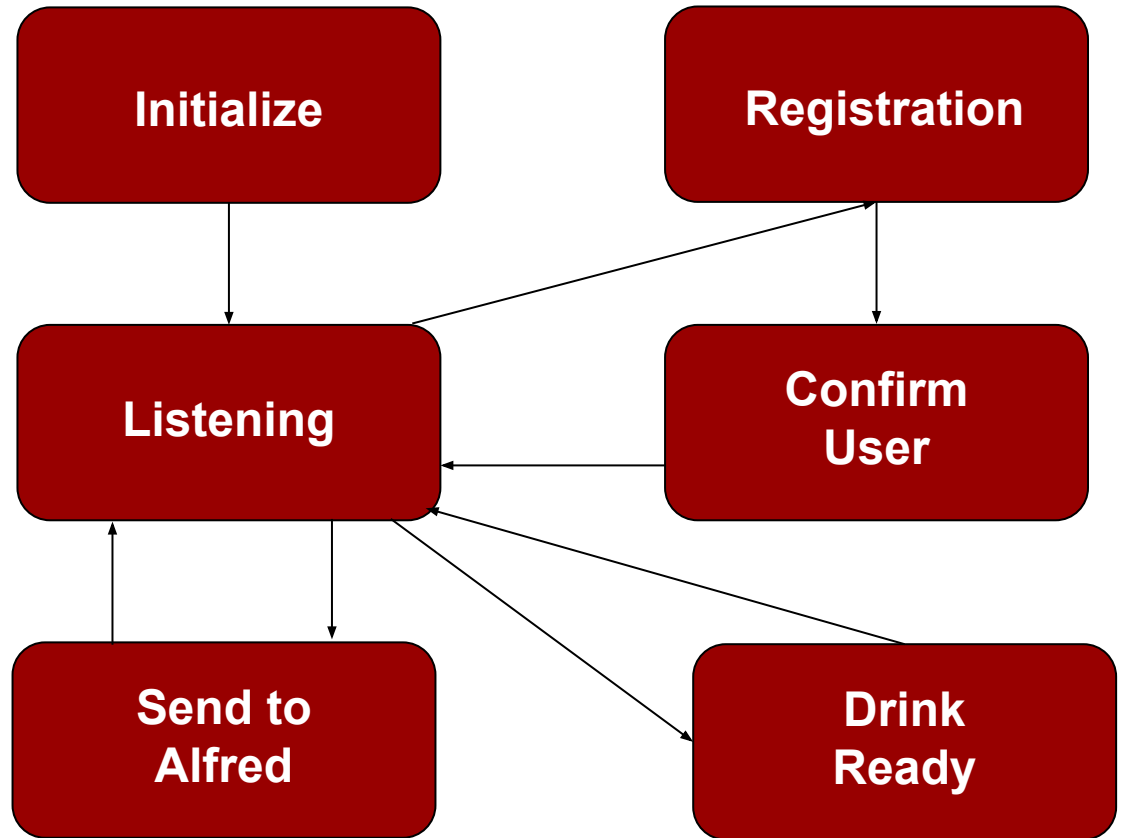 Initialize
Registration
Listening
Confirm
User
Send to
Alfred
Drink
Ready